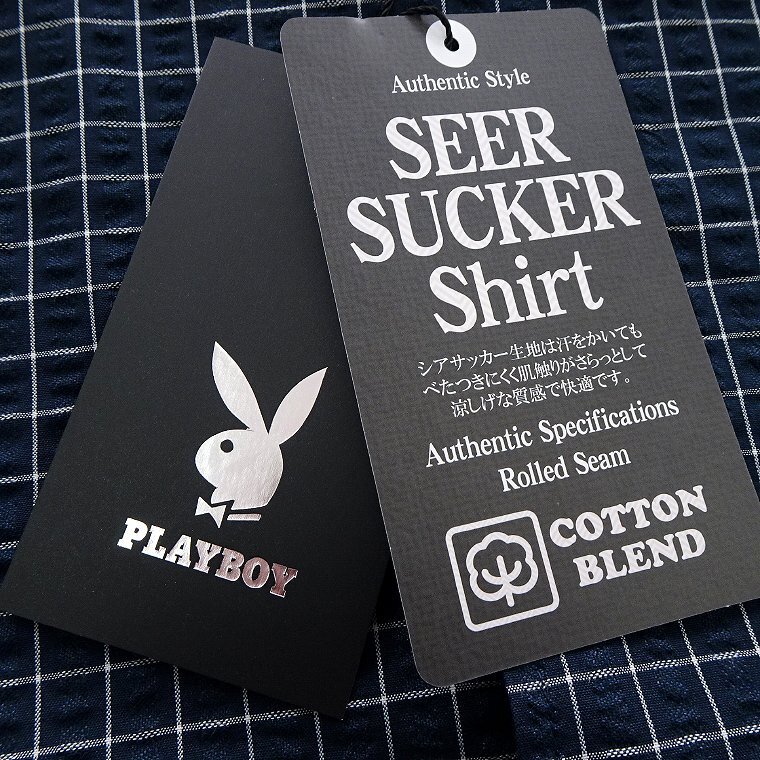 PLAYBOY
Authentic Style
SEER
SUCKER
Shirt
シアサッカー生地は汗をかいても
べたつきにくく肌触りがさらっとして
涼しげな質感で快適です。
Authentic Specifications
Rolled Seam
COTTON
BLEND